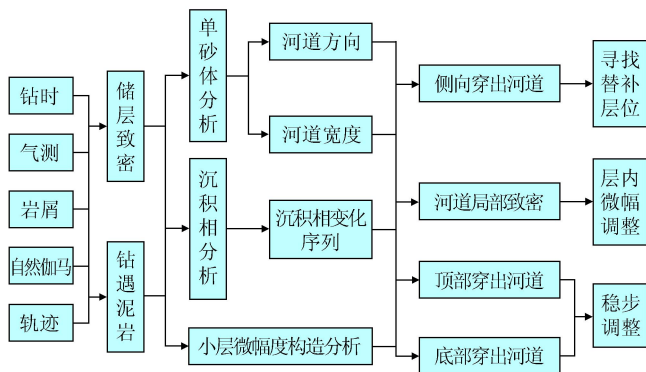 钻时
气测
岩屑
自然伽马
轨迹
储层致密
钻遇泥岩
单砂体分析
沉积相分析
小层微幅度构造分析
河道方向
河道宽度
沉积相变化
序列
侧向穿出河道
河道局部致密
顶部穿出河道
底部穿出河道
寻找
替补
层位
层内
微幅
调整
稳步
调整